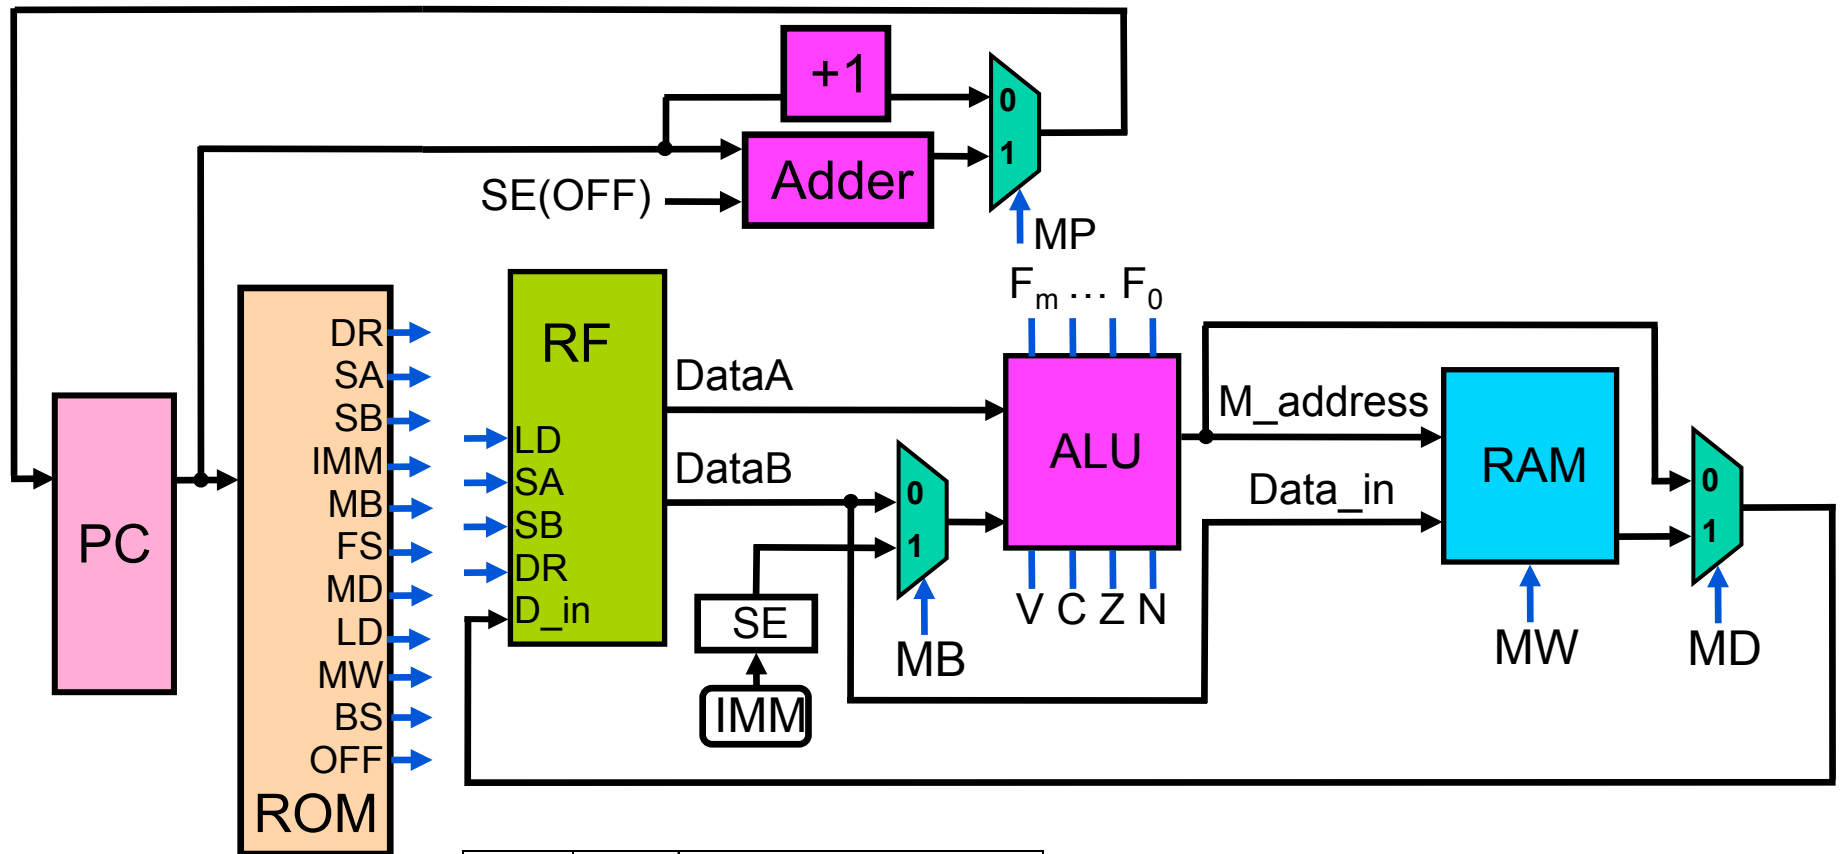 +1
0
1
Adder
SE(OFF)
MP
F_m … F_0
PC
DR
SA
SB
IMM
MB
FS
MD
LD
MW
BS
OFF
ROM
RF
LD
SA
SB
DR
D_in
DataA
DataB
0
1
SE
IMM
MB
ALU
V C Z N
M_address
Data_in
RAM
MW
0
1
MD